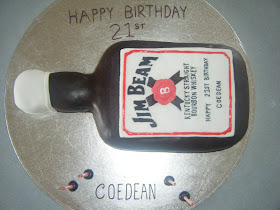 HAPPY BIRTHDAY
21ST
JIM BEAM
B
KENTUCKY STRAIGHT
BOURBON WHISKEY
HAPPY 21ST BIRTHDAY
COEDEAN
COEDEAN